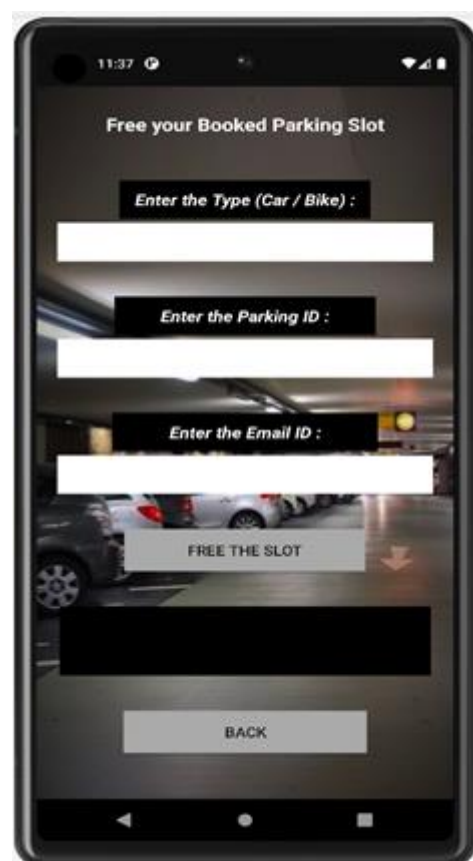 11:37
Free your Booked Parking Slot
Enter the Type (Car / Bike) :
Enter the Parking ID :
Enter the Email ID :
FREE THE SLOT
BACK